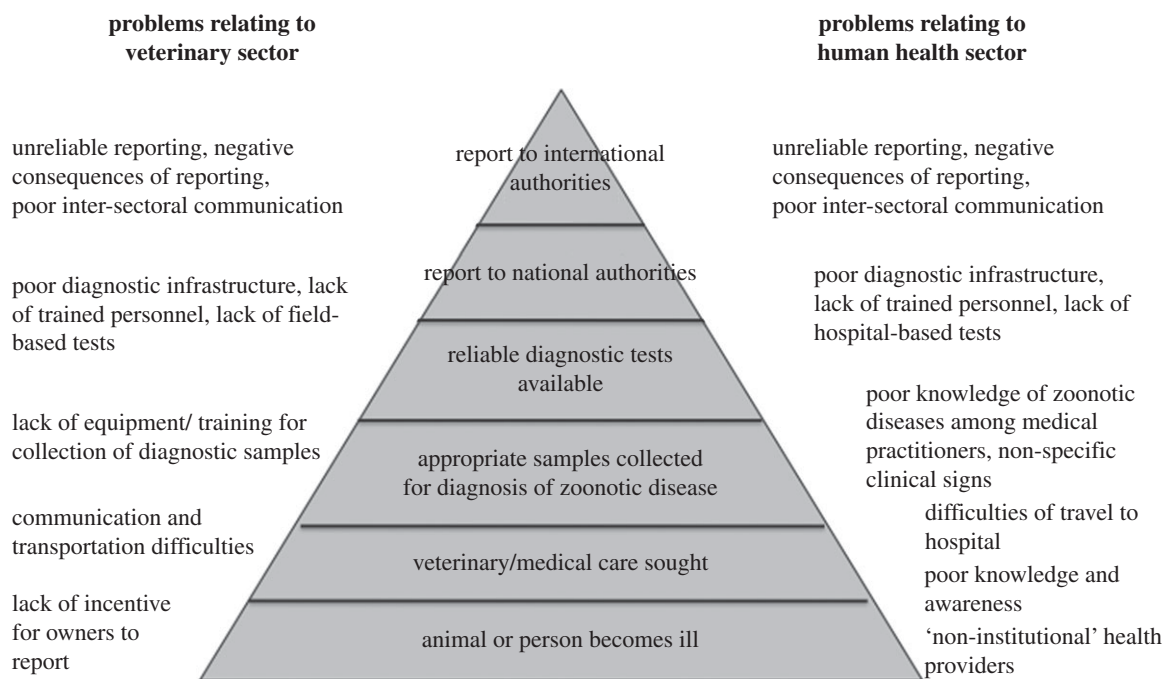 problems relating to
veterinary sector
problems relating to
human health sector
unreliable reporting, negative
consequences of reporting,
poor inter-sectoral communication
report to international
authorities
unreliable reporting, negative
consequences of reporting,
poor inter-sectoral communication
poor diagnostic infrastructure, lack
of trained personnel, lack of field-
based tests
report to national authorities
poor diagnostic infrastructure,
lack of trained personnel, lack of
hospital-based tests
reliable diagnostic tests
available
lack of equipment/ training for
collection of diagnostic samples
appropriate samples collected
for diagnosis of zoonotic disease
poor knowledge of zoonotic
diseases among medical
practitioners, non-specific
clinical signs
communication and
transportation difficulties
veterinary/medical care sought
difficulties of travel to
hospital
poor knowledge and
awareness
lack of incentive
for owners to
report
animal or person becomes ill
‘non-institutional’ health
providers